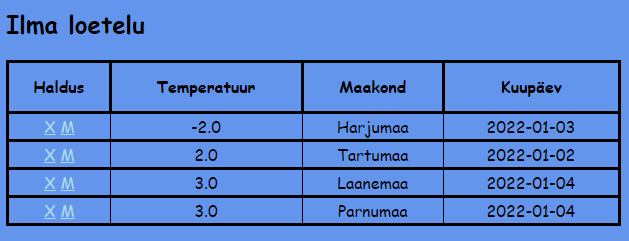 Ilma loetelu
Haldus Temperatuur Maakond Kuupäev
X M -2.0 Harjumaa 2022-01-03
X M 2.0 Tartumaa 2022-01-02
X M 3.0 Laanemaa 2022-01-04
X M 3.0 Parnumaa 2022-01-04